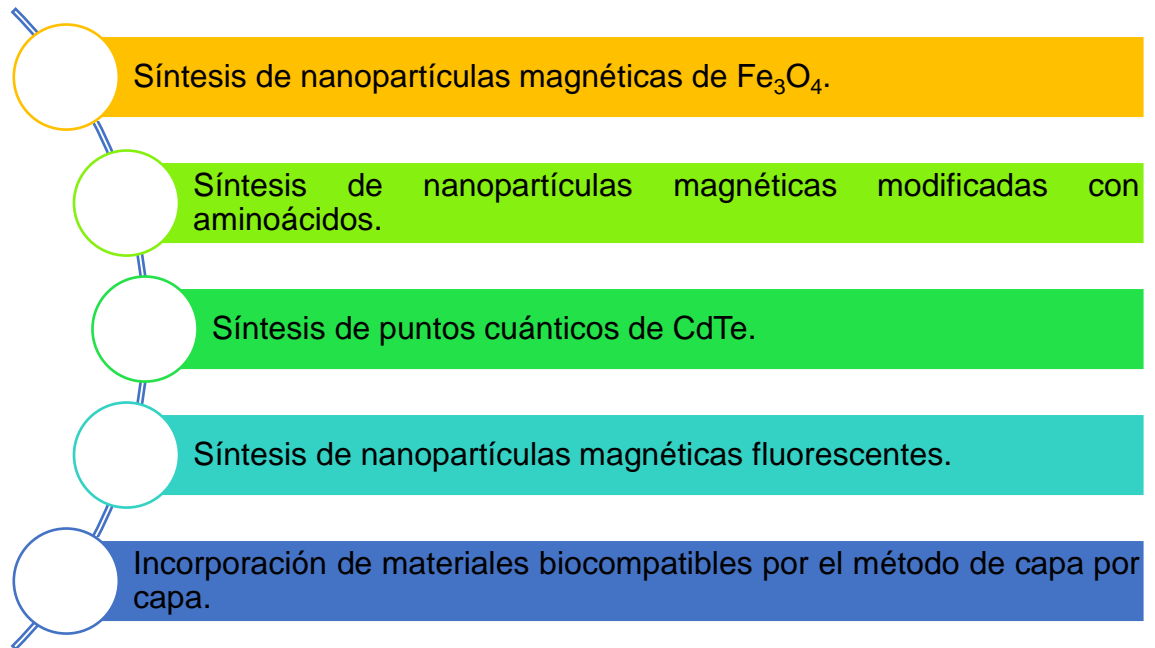 Síntesis de nanopartículas magnéticas de Fe₃O₄.
Síntesis de nanopartículas magnéticas modificadas con
aminoácidos.
Síntesis de puntos cuánticos de CdTe.
Síntesis de nanopartículas magnéticas fluorescentes.
Incorporación de materiales biocompatibles por el método de capa por
capa.